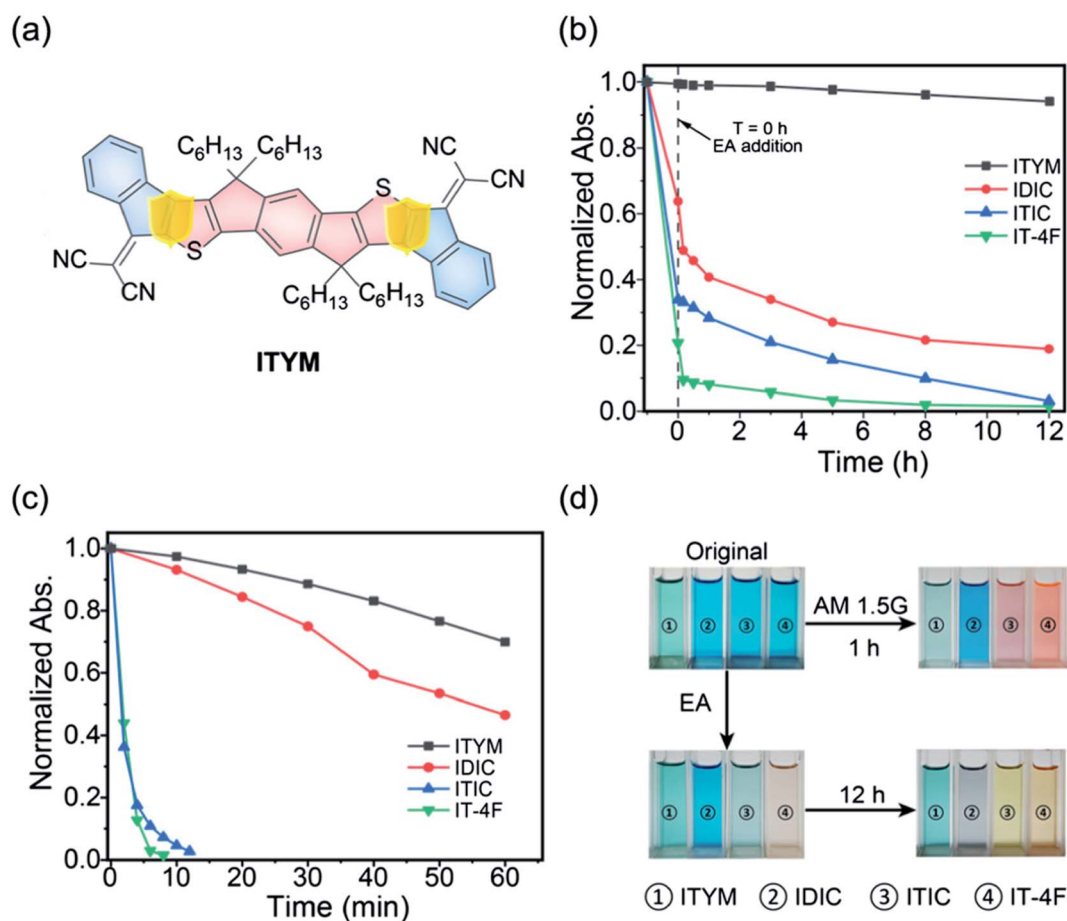 (a)
C₆H₁₃ C₆H₁₃
NC CN
S
S
NC CN
C₆H₁₃ C₆H₁₃
ITYM
(b)
Normalized Abs.
1.0
0.8
0.6
0.4
0.2
0.0
T = 0 h
EA addition
ITYM
IDIC
ITIC
IT-4F
0 2 4 6 8 10 12
Time (h)
(c)
Normalized Abs.
1.0
0.8
0.6
0.4
0.2
0.0
ITYM
IDIC
ITIC
IT-4F
0 10 20 30 40 50 60
Time (min)
(d)
Original
① ② ③ ④
AM 1.5G
1 h
① ② ③ ④
EA
① ② ③ ④
12 h
① ② ③ ④
① ITYM ② IDIC ③ ITIC ④ IT-4F